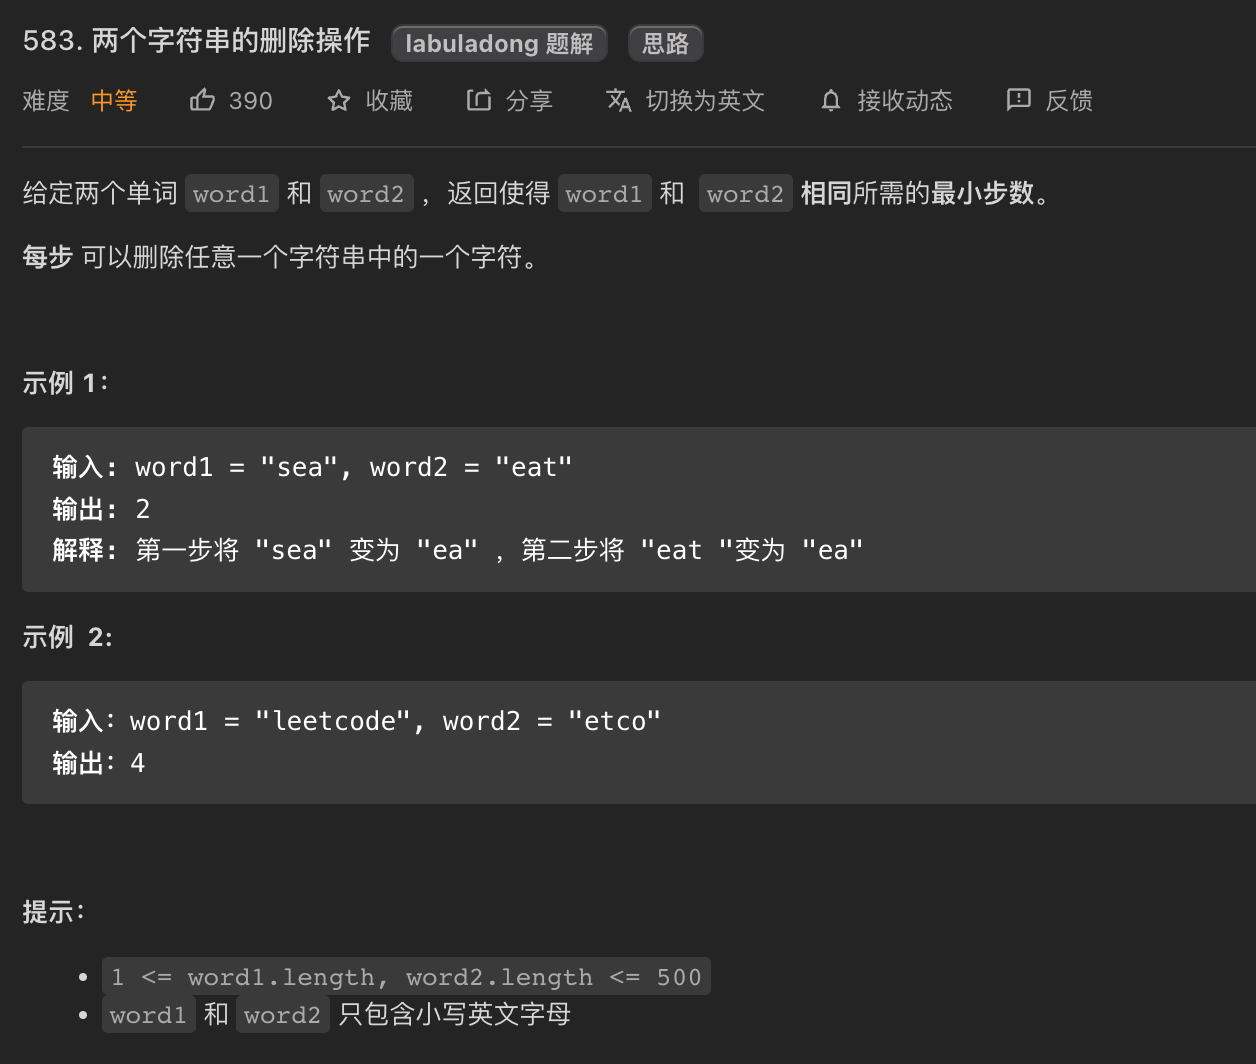 583. 两个字符串的删除操作 labuladong 题解 思路
难度 中等 390 收藏 分享 切换为英文 接收动态 反馈
给定两个单词 word1 和 word2 ，返回使得 word1 和 word2 相同所需的最小步数。
每步 可以删除任意一个字符串中的一个字符。
示例 1：
输入: word1 = "sea", word2 = "eat"
输出: 2
解释: 第一步将 "sea" 变为 "ea" ，第二步将 "eat "变为 "ea"
示例 2:
输入：word1 = "leetcode", word2 = "etco"
输出：4
提示：
1 <= word1.length, word2.length <= 500
word1 和 word2 只包含小写英文字母